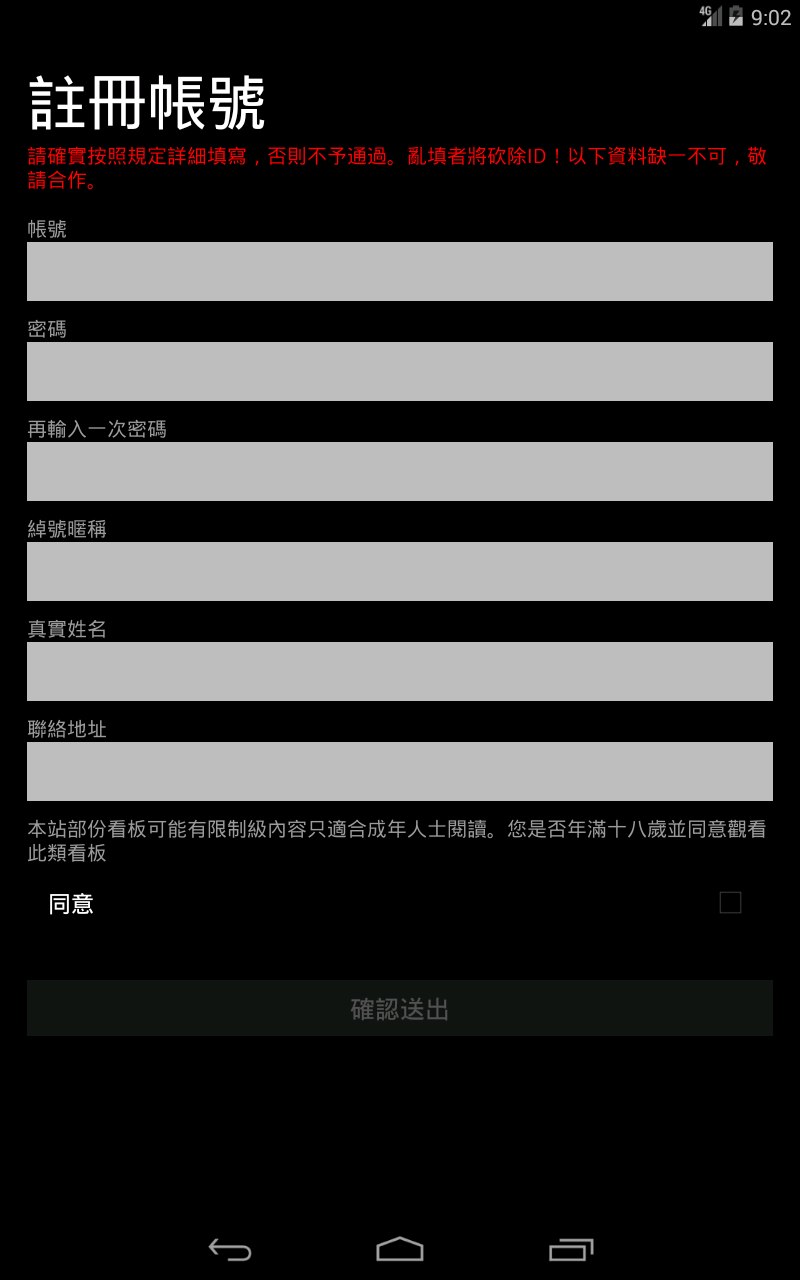 4G 9:02
註冊帳號
請確實按照規定詳細填寫，否則不予通過。亂填者將砍除ID！以下資料缺一不可，敬
請合作。
帳號
密碼
再輸入一次密碼
綽號暱稱
真實姓名
聯絡地址
本站部份看板可能有限制級內容只適合成年人士閱讀。您是否年滿十八歲並同意觀看
此類看板
同意
確認送出